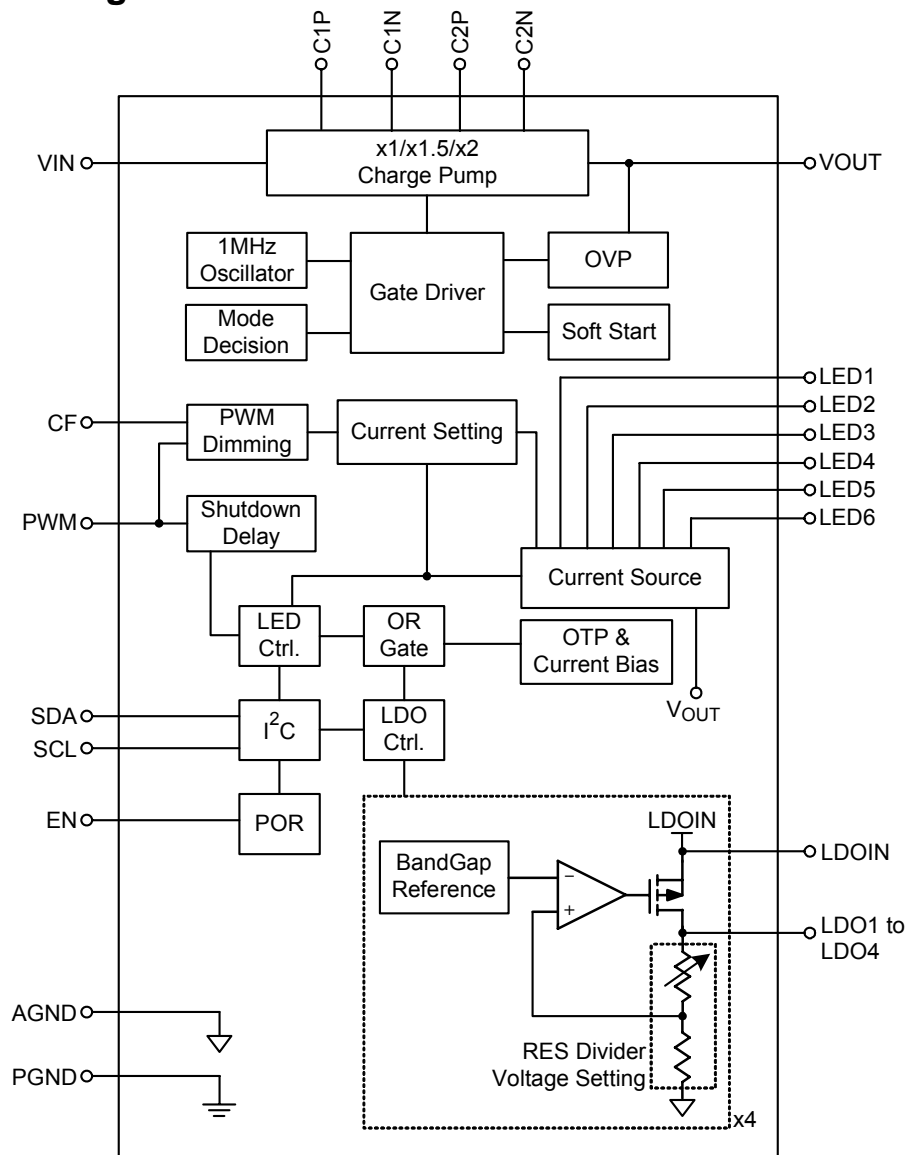 C1P
C1N
C2P
C2N
x1/x1.5/x2
Charge Pump
VIN
VOUT
1MHz
Oscillator
Gate Driver
OVP
Mode
Decision
Soft Start
LED1
LED2
LED3
LED4
LED5
LED6
CF
PWM
Dimming
Current Setting
PWM
Shutdown
Delay
Current Source
LED
Ctrl.
OR
Gate
OTP &
Current Bias
VOUT
SDA
SCL
I2C
LDO
Ctrl.
EN
POR
LDOIN
LDOIN
BandGap
Reference
−
+
LDO1 to
LDO4
AGND
RES Divider
Voltage Setting
PGND
x4